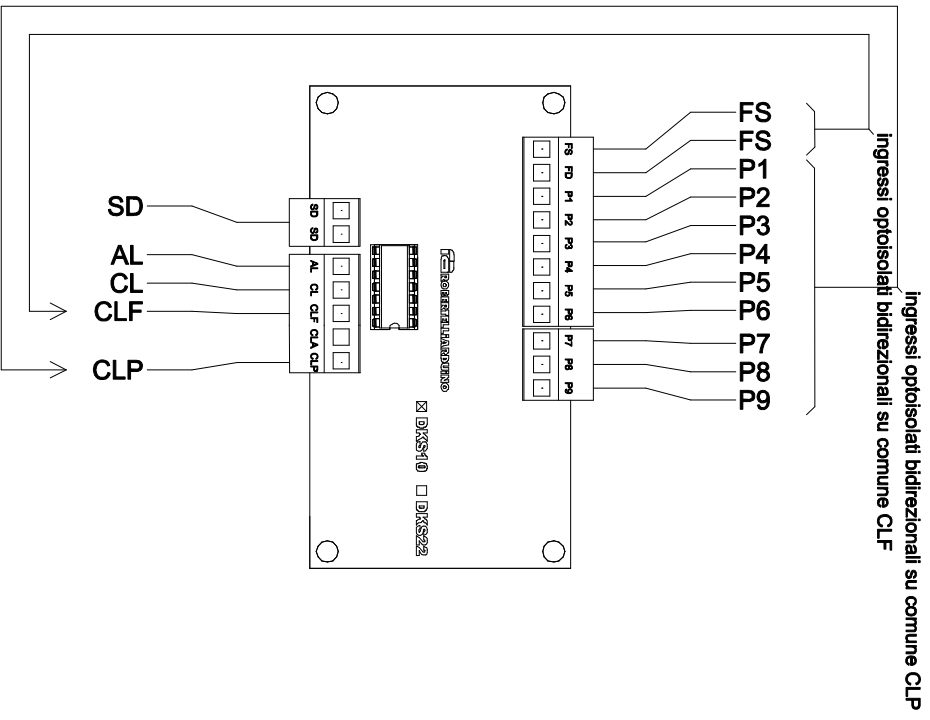 FS
FS
P1
P2
P3
P4
P5
P6
P7
P8
P9
SD
AL
CL
CLF
CLP
FS
FD
P1
P2
P3
P4
P5
P6
P7
P8
P9
SD
SD
AL
CL
CLF
CLA
CLP
ROBERTELLIARDUINO
DKS10 DKS22
ingressi optoisolati bidirezionali su comune CLF
ingressi optoisolati bidirezionali su comune CLP